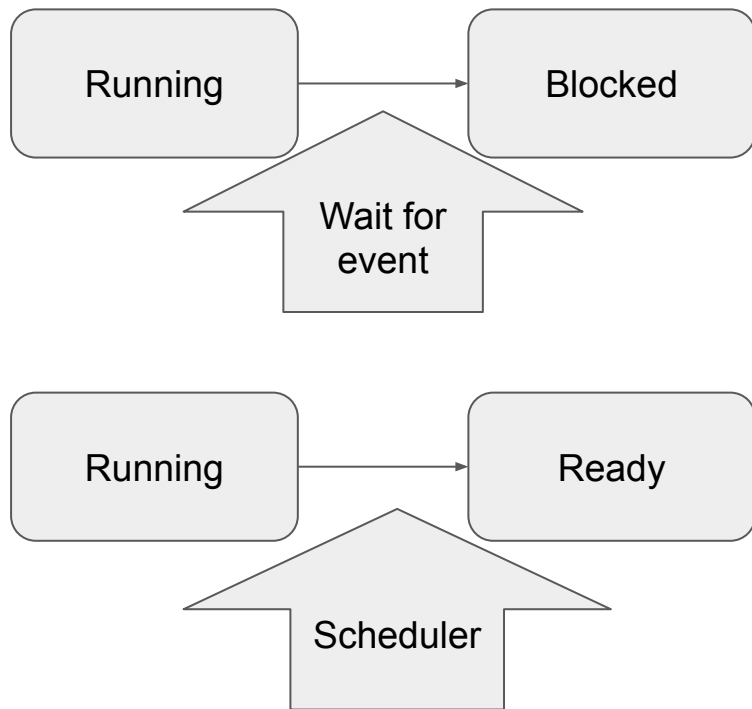 Running
Blocked
Wait for
event
Running
Ready
Scheduler